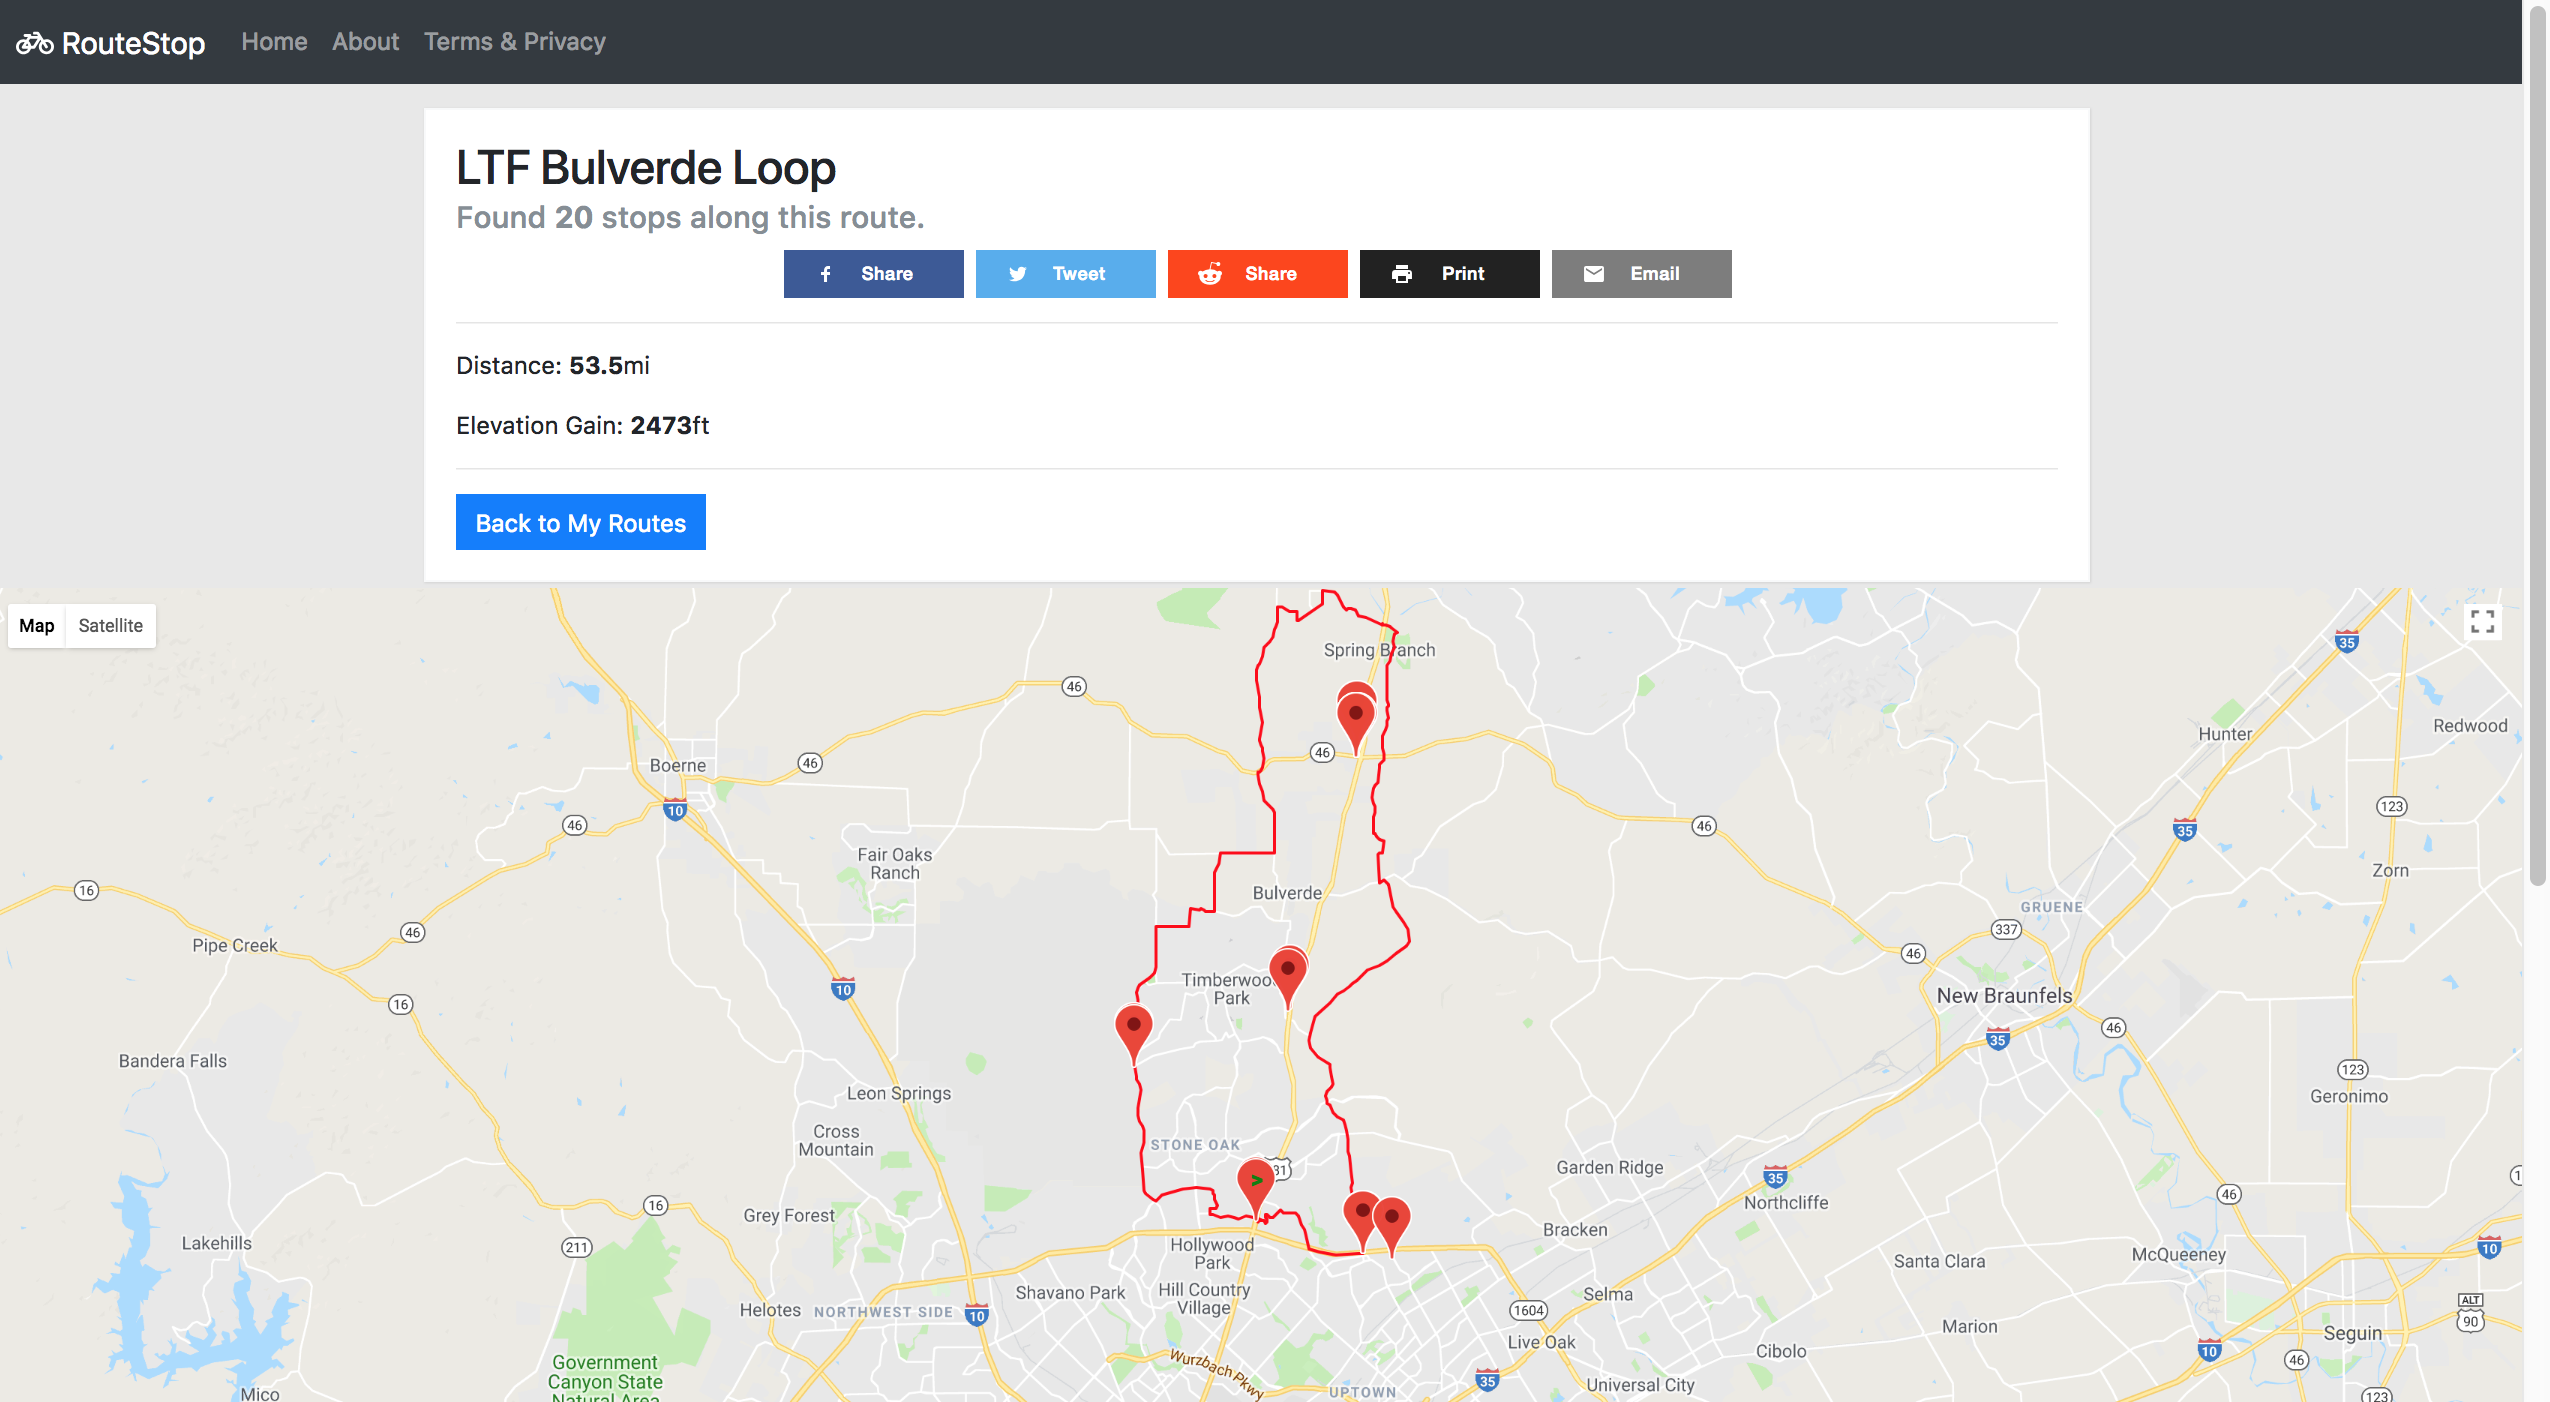 RouteStop Home About Terms & Privacy
LTF Bulverde Loop
Found 20 stops along this route.
Share Tweet Share Print Email
Distance: 53.5mi
Elevation Gain: 2473ft
Back to My Routes
Map Satellite
Spring Branch
35
46
Redwood
Hunter
46
Boerne
46
10
123
46
46
35
Fair Oaks
Ranch
Zorn
16
Bulverde
GRUENE
46
337
Pipe Creek
46
Timberwoo
Park
10
New Braunfels
16
46
35
Bandera Falls
123
Leon Springs
Geronimo
Cross
Mountain
STONE OAK
31
>
Garden Ridge
35
Northcliffe
46
16
Grey Forest
Bracken
Lakehills
211
Hollywood
Park
McQueeney
10
Santa Clara
Shavano Park
Hill Country
Village
Selma
Helotes
NORTHWEST SIDE
10
1604
ALT
90
Marion
Live Oak
Seguin
Cibolo
10
46
Government
Canyon State
Natural Area
Wurzbach Pkwy
35
Universal City
UPTOWN
Mico
123